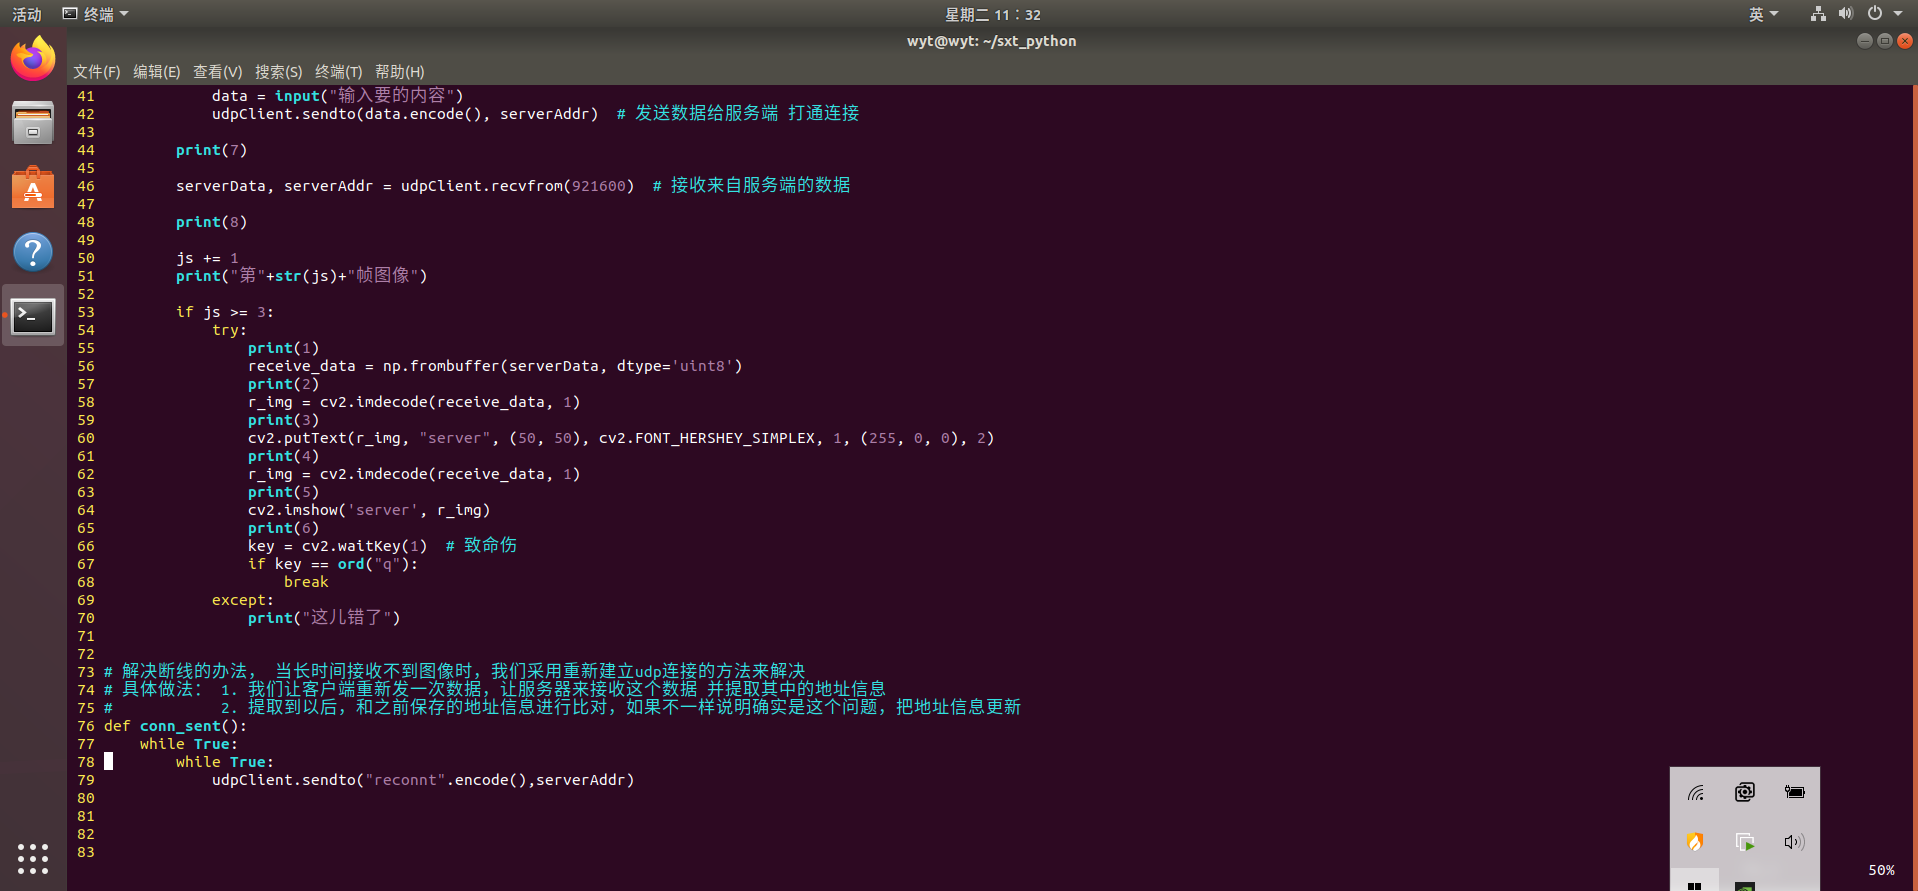 活动 终端 星期二 11：32 英
wyt@wyt: ~/sxt_python
文件(F) 编辑(E) 查看(V) 搜索(S) 终端(T) 帮助(H)
41             data = input("输入要的内容")
42             udpClient.sendto(data.encode(), serverAddr)  # 发送数据给服务端 打通连接
43
44         print(7)
45
46         serverData, serverAddr = udpClient.recvfrom(921600)  # 接收来自服务端的数据
47
48         print(8)
49
50         js += 1
51         print("第"+str(js)+"帧图像")
52
53         if js >= 3:
54             try:
55                 print(1)
56                 receive_data = np.frombuffer(serverData, dtype='uint8')
57                 print(2)
58                 r_img = cv2.imdecode(receive_data, 1)
59                 print(3)
60                 cv2.putText(r_img, "server", (50, 50), cv2.FONT_HERSHEY_SIMPLEX, 1, (255, 0, 0), 2)
61                 print(4)
62                 r_img = cv2.imdecode(receive_data, 1)
63                 print(5)
64                 cv2.imshow('server', r_img)
65                 print(6)
66                 key = cv2.waitKey(1)  # 致命伤
67                 if key == ord("q"):
68                     break
69             except:
70                 print("这儿错了")
71
72
73 # 解决断线的办法， 当长时间接收不到图像时，我们采用重新建立udp连接的方法来解决
74 # 具体做法： 1. 我们让客户端重新发一次数据，让服务器来接收这个数据 并提取其中的地址信息
75 #            2. 提取到以后，和之前保存的地址信息进行比对，如果不一样说明确实是这个问题，把地址信息更新
76 def conn_sent():
77     while True:
78         while True:
79             udpClient.sendto("reconnt".encode(),serverAddr)
80
81
82
83
50%